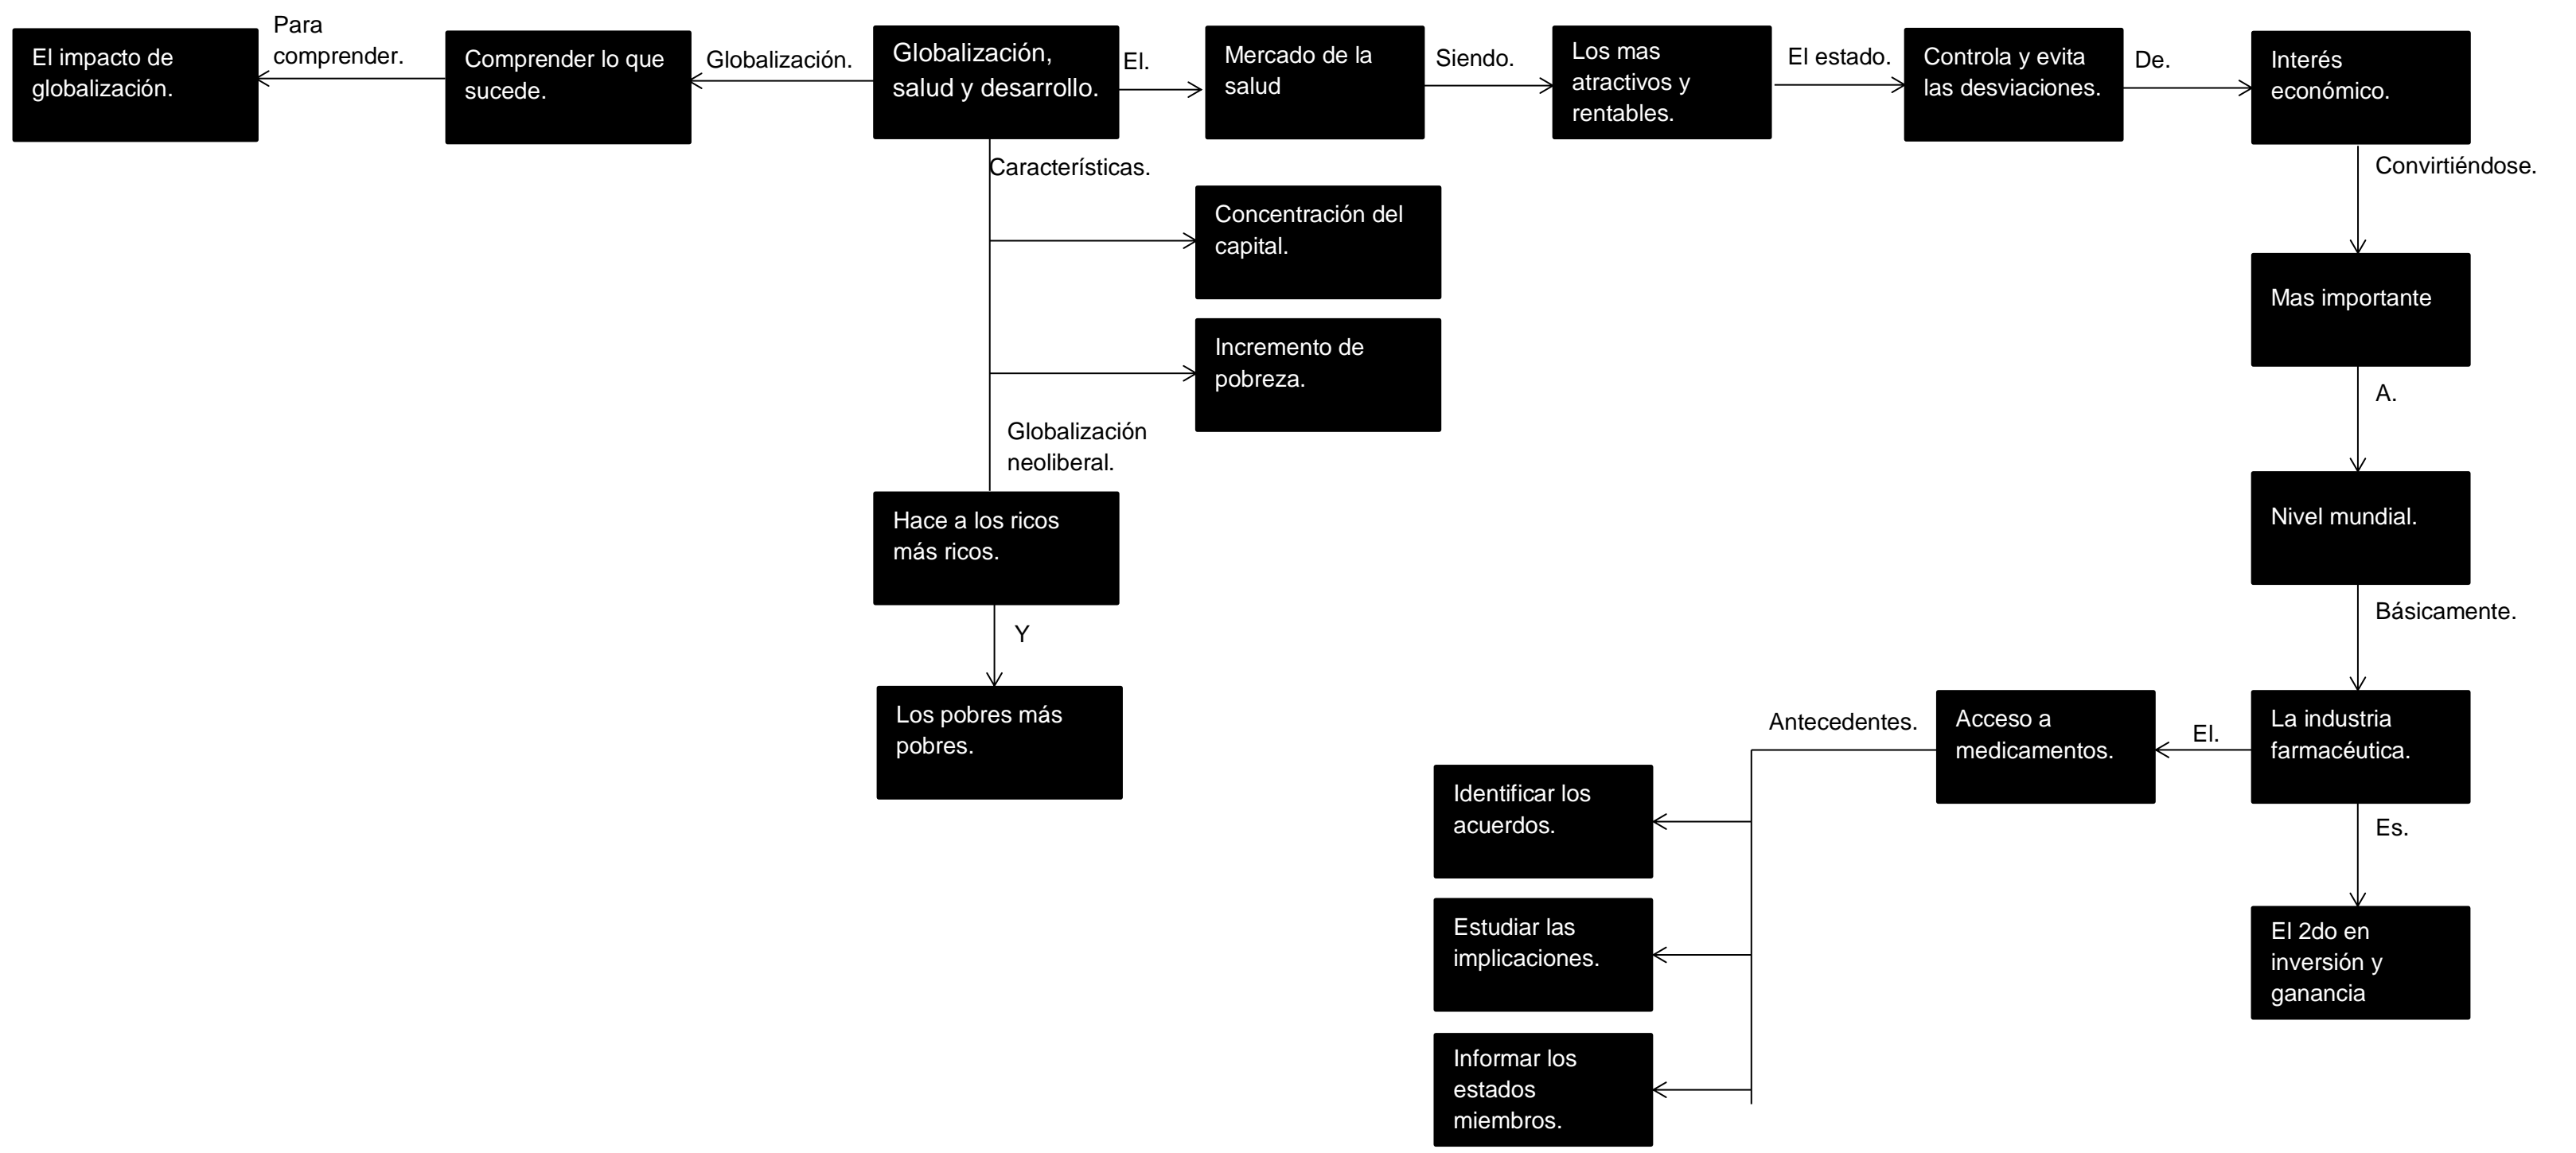 El impacto de
globalización.
Para
comprender.
Comprender lo que
sucede.
Globalización.
Globalización,
salud y desarrollo.
El.
Mercado de la
salud
Siendo.
Los mas
atractivos y
rentables.
El estado.
Controla y evita
las desviaciones.
De.
Interés
económico.
Convirtiéndose.
Mas importante
A.
Nivel mundial.
Básicamente.
La industria
farmacéutica.
Es.
El 2do en
inversión y
ganancia
El.
Acceso a
medicamentos.
Antecedentes.
Identificar los
acuerdos.
Estudiar las
implicaciones.
Informar los
estados
miembros.
Características.
Concentración del
capital.
Incremento de
pobreza.
Globalización
neoliberal.
Hace a los ricos
más ricos.
Y
Los pobres más
pobres.